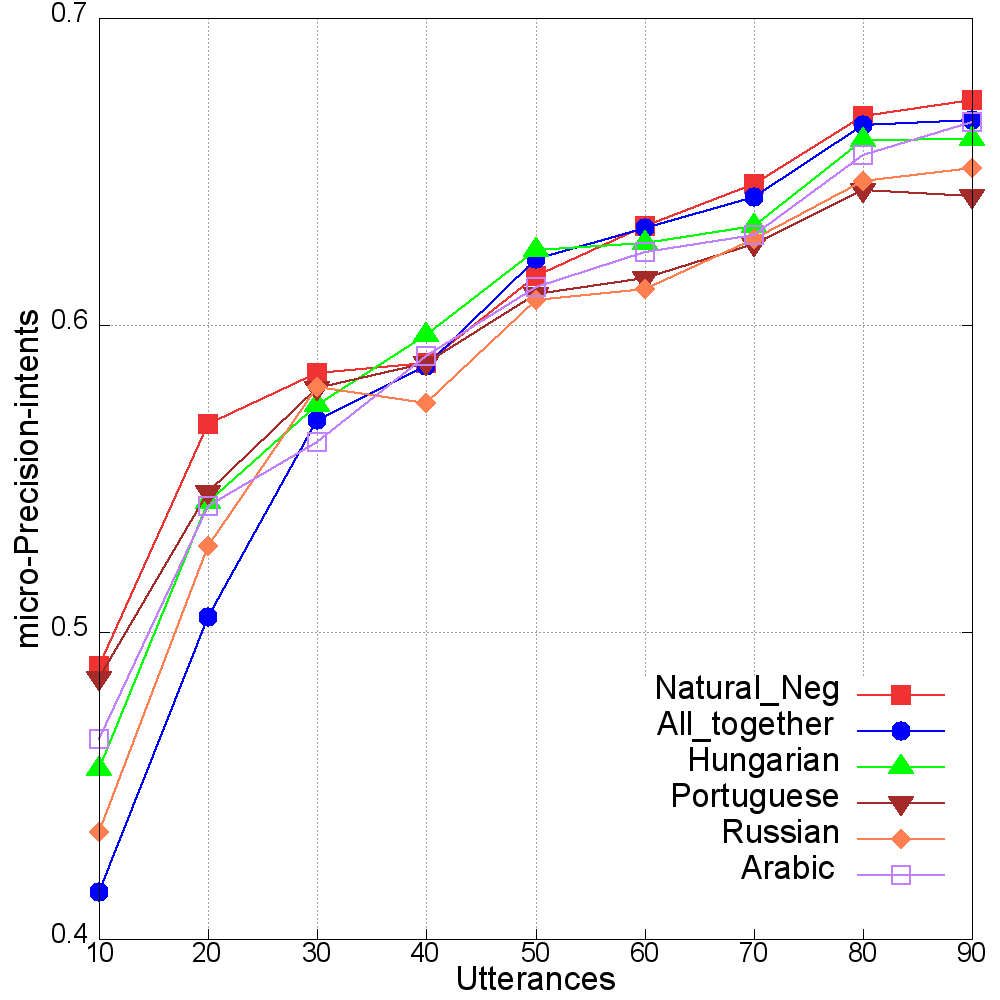 0.7
0.6
0.5
0.4
micro-Precision-intents
Natural_Neg
All_together
Hungarian
Portuguese
Russian
Arabic
10 20 30 40 50 60 70 80 90
Utterances